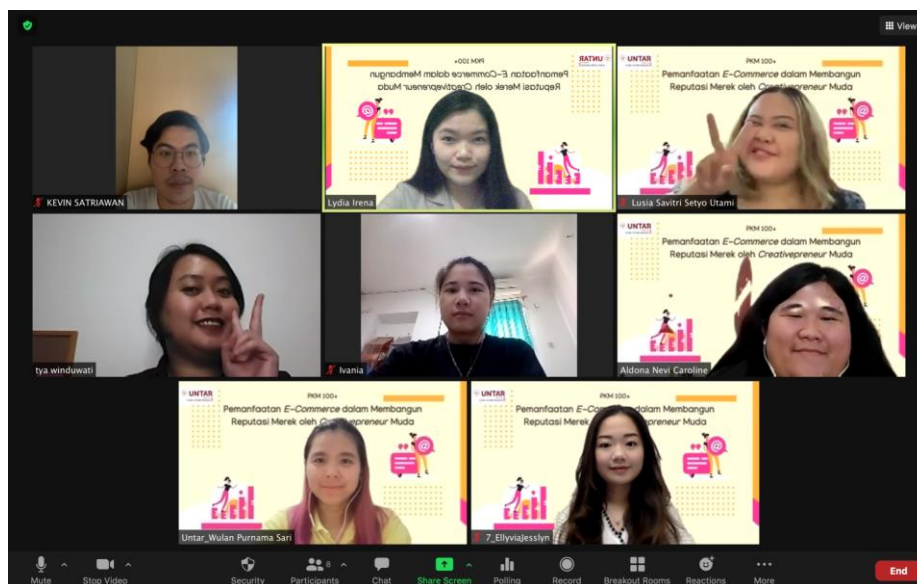 View
KEVIN SATRIAWAN
UNTAR
PKM 100+
Pemanfaatan E-Commerce dalam Membangun
Reputasi Merek oleh Creativepreneur Muda
Lydia Irena
UNTAR
PKM 100+
Pemanfaatan E-Commerce dalam Membangun
Reputasi Merek oleh Creativepreneur Muda
Lusia Savitri Setyo Utami
tya winduwati
Ivania
UNTAR
PKM 100+
Pemanfaatan E-Commerce dalam Membangun
Reputasi Merek oleh Creativepreneur Muda
Aldona Nevi Caroline
UNTAR
PKM 100+
Pemanfaatan E-Commerce dalam Membangun
Reputasi Merek oleh Creativepreneur Muda
Untar_Wulan Purnama Sari
UNTAR
PKM 100+
Pemanfaatan E-Co dalam Membangun
Reputasi Merek preneur Muda
7_EllyviaJesslyn
Mute
Stop Video
Security
Participants
8
Chat
Share Screen
Polling
Record
Breakout Rooms
Reactions
More
End